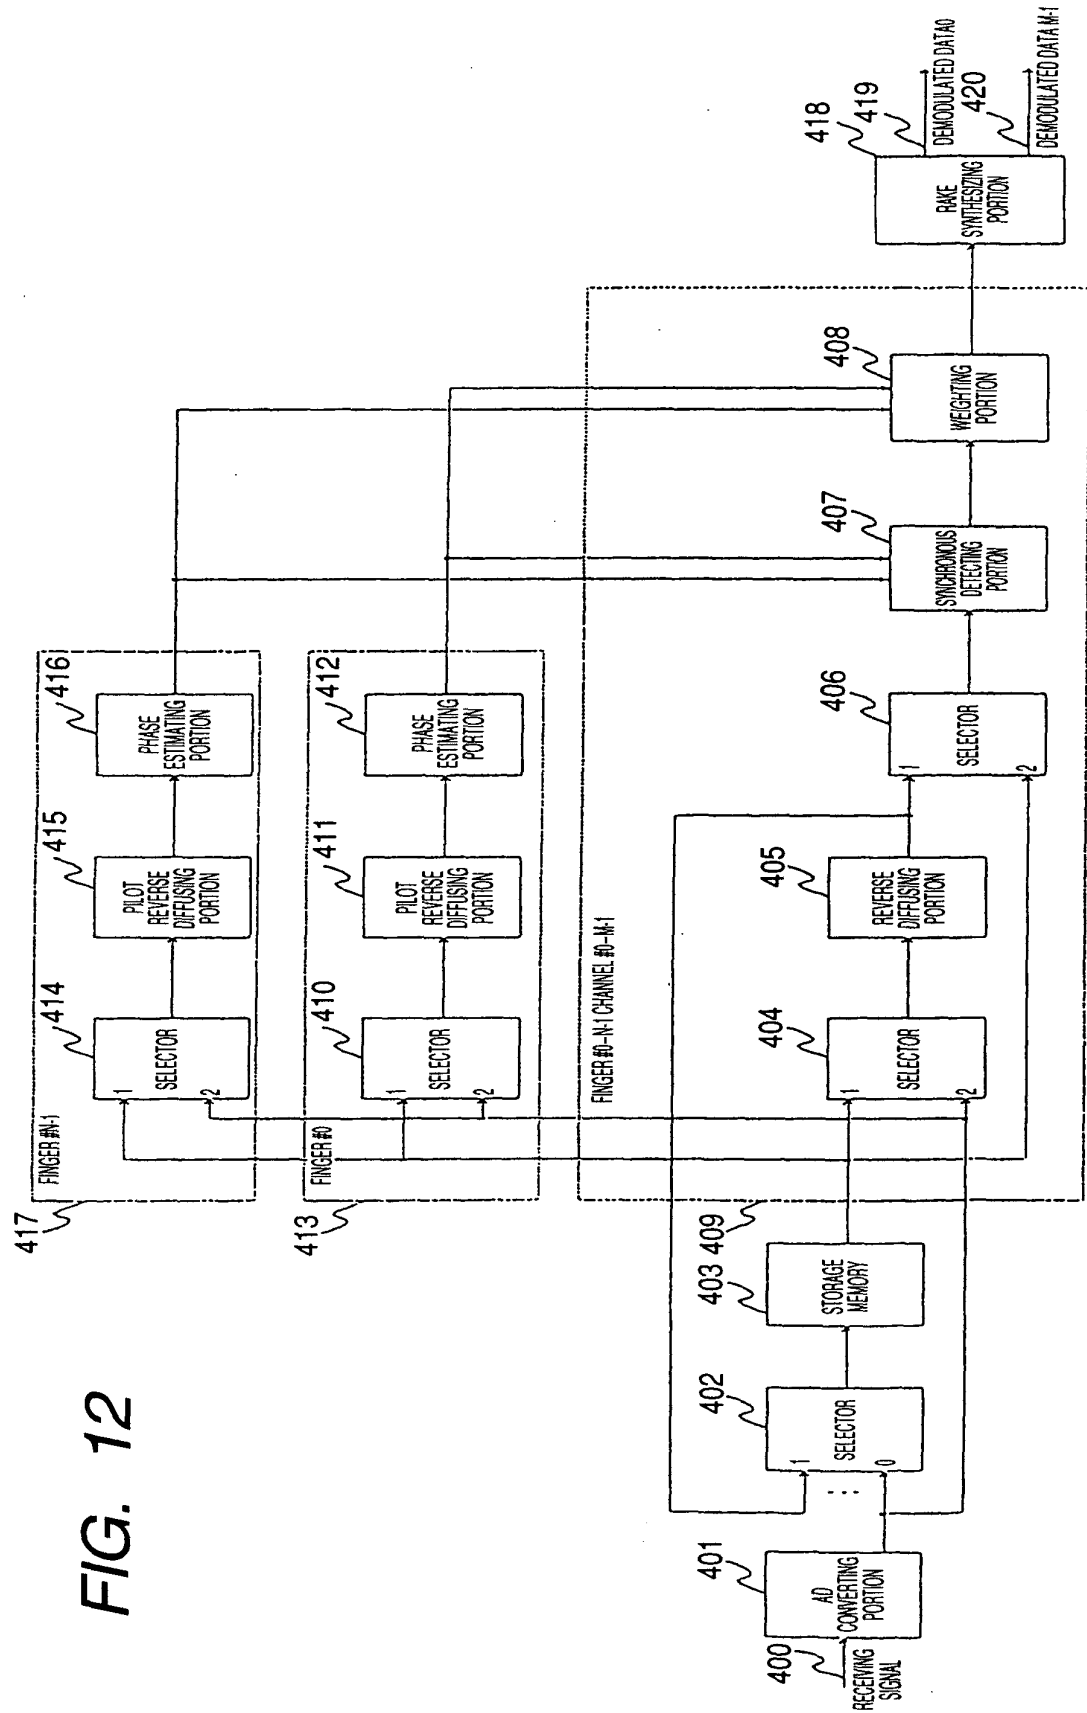 FIG. 12
417
FINGER #N-1
414
SELECTOR
1
2
415
PILOT
REVERSE
DIFFUSING
PORTION
416
PHASE
ESTIMATING
PORTION
413
FINGER #0
410
SELECTOR
1
2
411
PILOT
REVERSE
DIFFUSING
PORTION
412
PHASE
ESTIMATING
PORTION
400
RECEIVING
SIGNAL
401
AD
CONVERTING
PORTION
402
SELECTOR
1
...
0
403
STORAGE
MEMORY
409
FINGER #0-N-1 CHANNEL #0-M-1
404
SELECTOR
1
2
405
REVERSE
DIFFUSING
PORTION
406
SELECTOR
1
2
407
SYNCHRONOUS
DETECTING
PORTION
408
WEIGHTING
PORTION
418
RAKE
SYNTHESIZING
PORTION
419
DEMODULATED DATA0
420
DEMODULATED DATA M-1